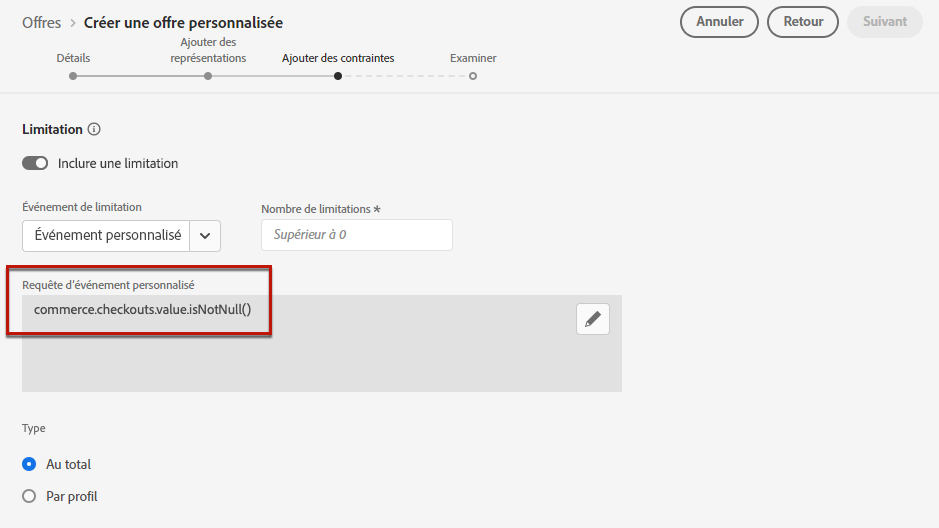 Offres > Créer une offre personnalisée
Annuler
Retour
Suivant
Détails
Ajouter des
représentations
Ajouter des contraintes
Examiner
Limitation
Inclure une limitation
Événement de limitation
Nombre de limitations *
Événement personnalisé
Supérieur à 0
Requête d'événement personnalisé
commerce.checkouts.value.isNotNull()
Type
Au total
Par profil